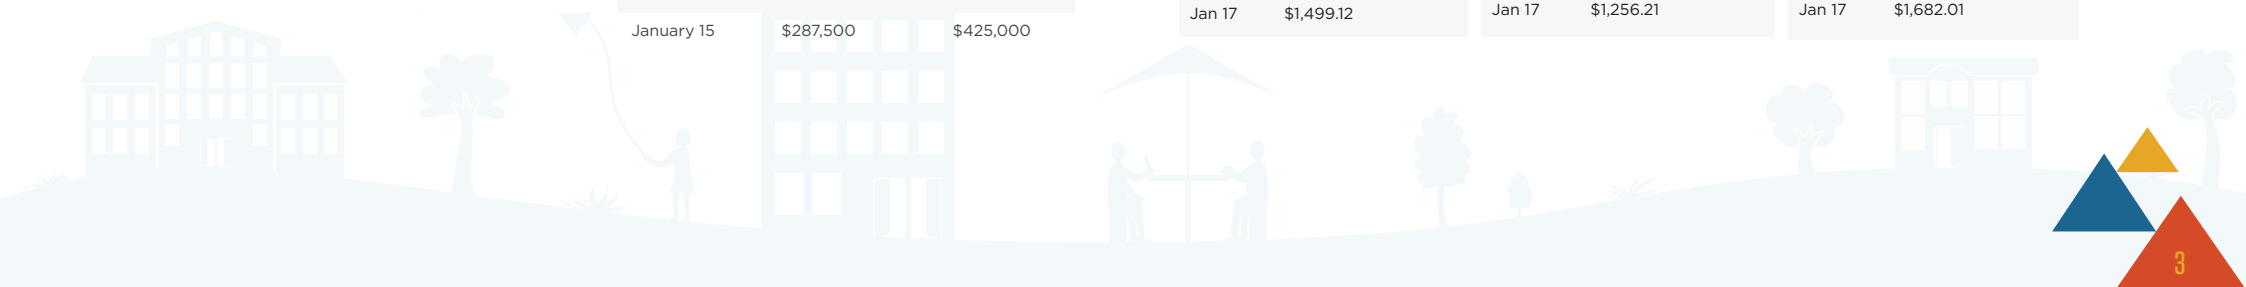 January 15 $287,500 $425,000
Jan 17 $1,499.12
Jan 17 $1,256.21
Jan 17 $1,682.01
3